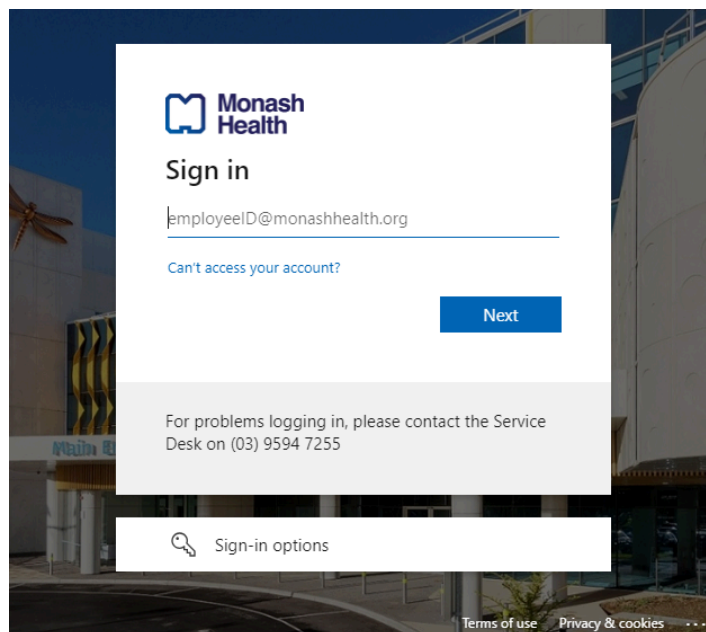 Monash
Health
Sign in
employeeID@monashhealth.org
Can't access your account?
Next
For problems logging in, please contact the Service
Desk on (03) 9594 7255
Main
Sign-in options
Terms of use Privacy & cookies ...